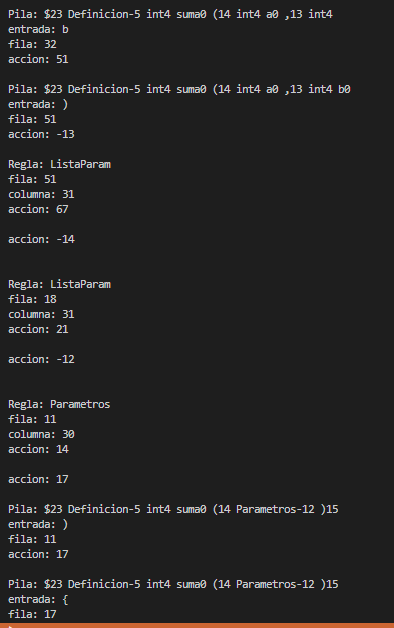 Pila: $23 Definicion-5 int4 suma0 (14 int4 a0 ,13 int4
entrada: b
fila: 32
accion: 51
Pila: $23 Definicion-5 int4 suma0 (14 int4 a0 ,13 int4 b0
entrada: )
fila: 51
accion: -13
Regla: ListaParam
fila: 51
columna: 31
accion: 67
accion: -14
Regla: ListaParam
fila: 18
columna: 31
accion: 21
accion: -12
Regla: Parametros
fila: 11
columna: 30
accion: 14
accion: 17
Pila: $23 Definicion-5 int4 suma0 (14 Parametros-12 )15
entrada: )
fila: 11
accion: 17
Pila: $23 Definicion-5 int4 suma0 (14 Parametros-12 )15
entrada: {
fila: 17